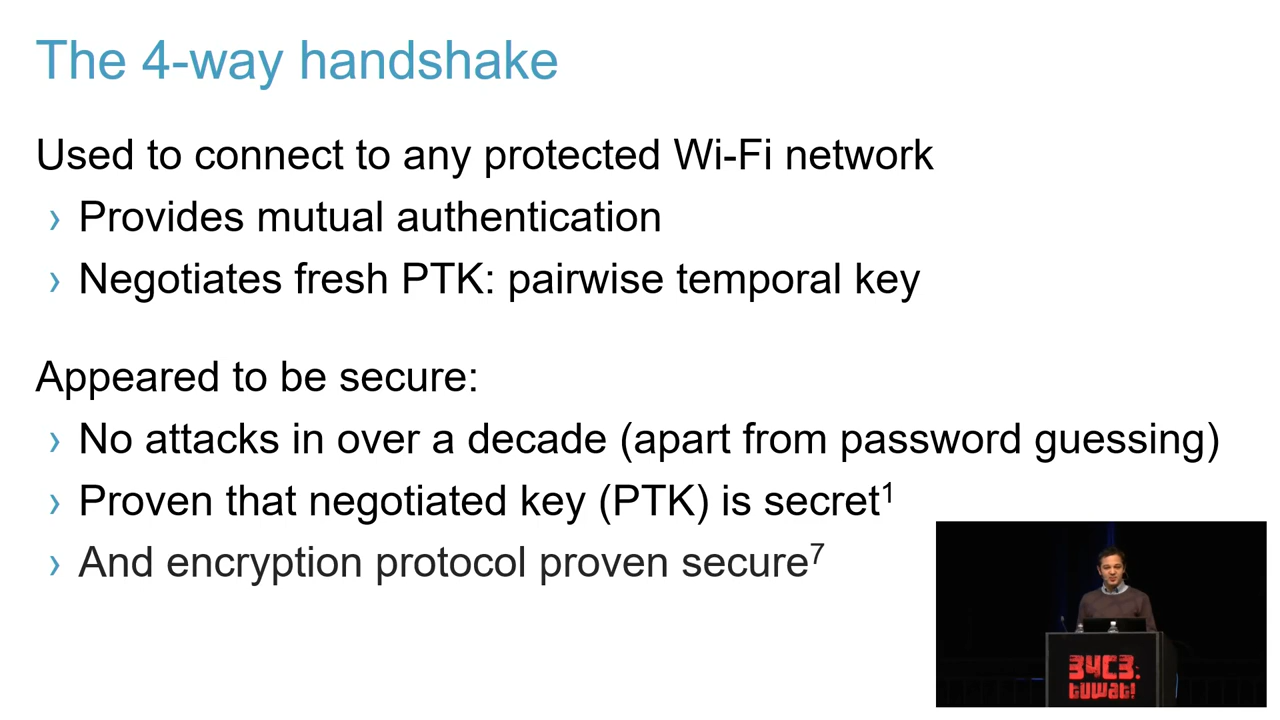 The 4-way handshake
Used to connect to any protected Wi-Fi network
› Provides mutual authentication
› Negotiates fresh PTK: pairwise temporal key
Appeared to be secure:
› No attacks in over a decade (apart from password guessing)
› Proven that negotiated key (PTK) is secret¹
› And encryption protocol proven secure⁷
34C3:
tuwat!